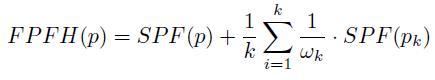 FPFH(p) = SPF(p) + \frac{1}{k} \sum_{i=1}^{k} \frac{1}{\omega_k} \cdot SPF(p_k)